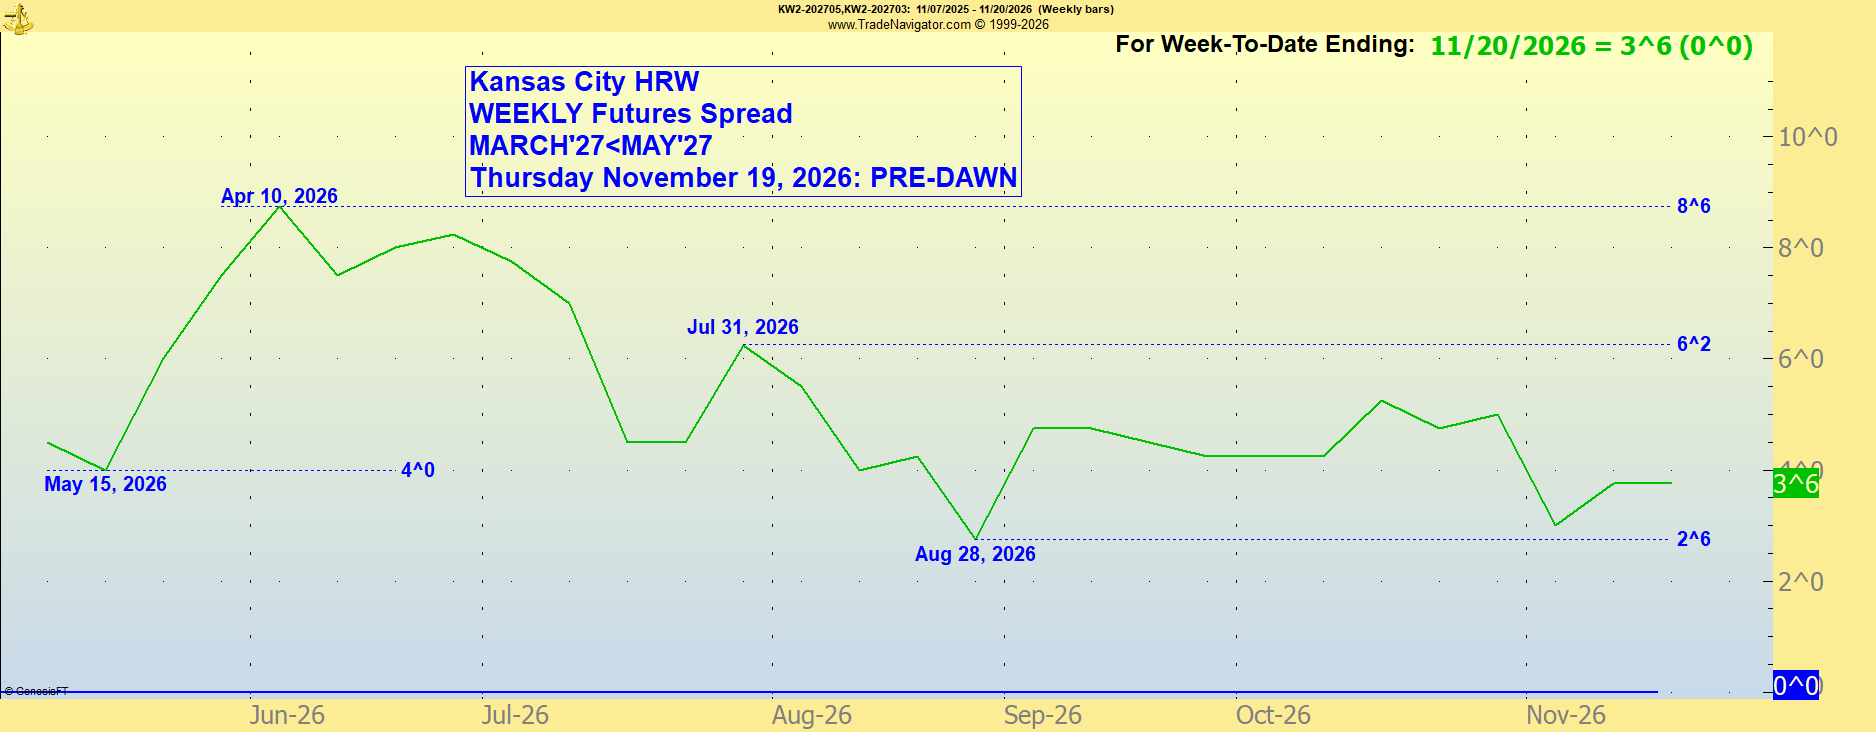 KW2-202705,KW2-202703: 11/07/2025 - 11/20/2026 (Weekly bars)
www.TradeNavigator.com © 1999-2026
For Week-To-Date Ending: 11/20/2026 = 3^6 (0^0)
Kansas City HRW
WEEKLY Futures Spread
MARCH'27<MAY'27
Thursday November 19, 2026: PRE-DAWN
10^0
Apr 10, 2026
8^6
8^0
Jul 31, 2026
6^2
6^0
4^0
4^0
May 15, 2026
3^6
2^6
Aug 28, 2026
2^0
0^0
© GenesisFT
Jun-26
Jul-26
Aug-26
Sep-26
Oct-26
Nov-26